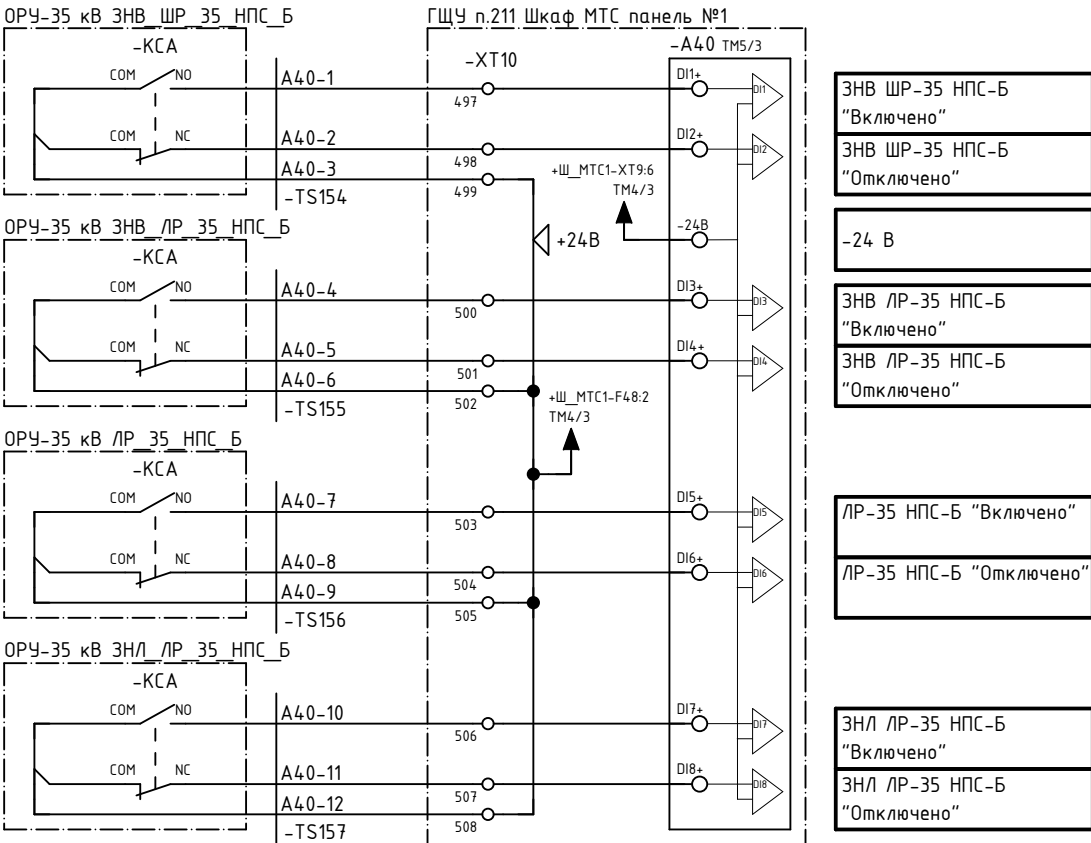 ОРУ-35 кВ ЗНВ_ШР_35_НПС_Б
ГЩУ п.211 Шкаф МТС панель №1
-КСА
-XT10
-A40 TM5/3
COM NO
A40-1
497
DI1+
DI1
ЗНВ ШР-35 НПС-Б
"Включено"
COM NC
A40-2
498
DI2+
DI2
ЗНВ ШР-35 НПС-Б
"Отключено"
A40-3
499
-TS154
+Ш_МТС1-XT9:6
TM4/3
+24В
-24В
-24 В
ОРУ-35 кВ ЗНВ_ЛР_35_НПС_Б
-КСА
COM NO
A40-4
500
DI3+
DI3
ЗНВ ЛР-35 НПС-Б
"Включено"
COM NC
A40-5
501
DI4+
DI4
ЗНВ ЛР-35 НПС-Б
"Отключено"
A40-6
502
-TS155
+Ш_МТС1-F48:2
TM4/3
ОРУ-35 кВ ЛР_35_НПС_Б
-КСА
COM NO
A40-7
503
DI5+
DI5
ЛР-35 НПС-Б "Включено"
COM NC
A40-8
504
DI6+
DI6
ЛР-35 НПС-Б "Отключено"
A40-9
505
-TS156
ОРУ-35 кВ ЗНЛ_ЛР_35_НПС_Б
-КСА
COM NO
A40-10
506
DI7+
DI7
ЗНЛ ЛР-35 НПС-Б
"Включено"
COM NC
A40-11
507
DI8+
DI8
ЗНЛ ЛР-35 НПС-Б
"Отключено"
A40-12
508
-TS157